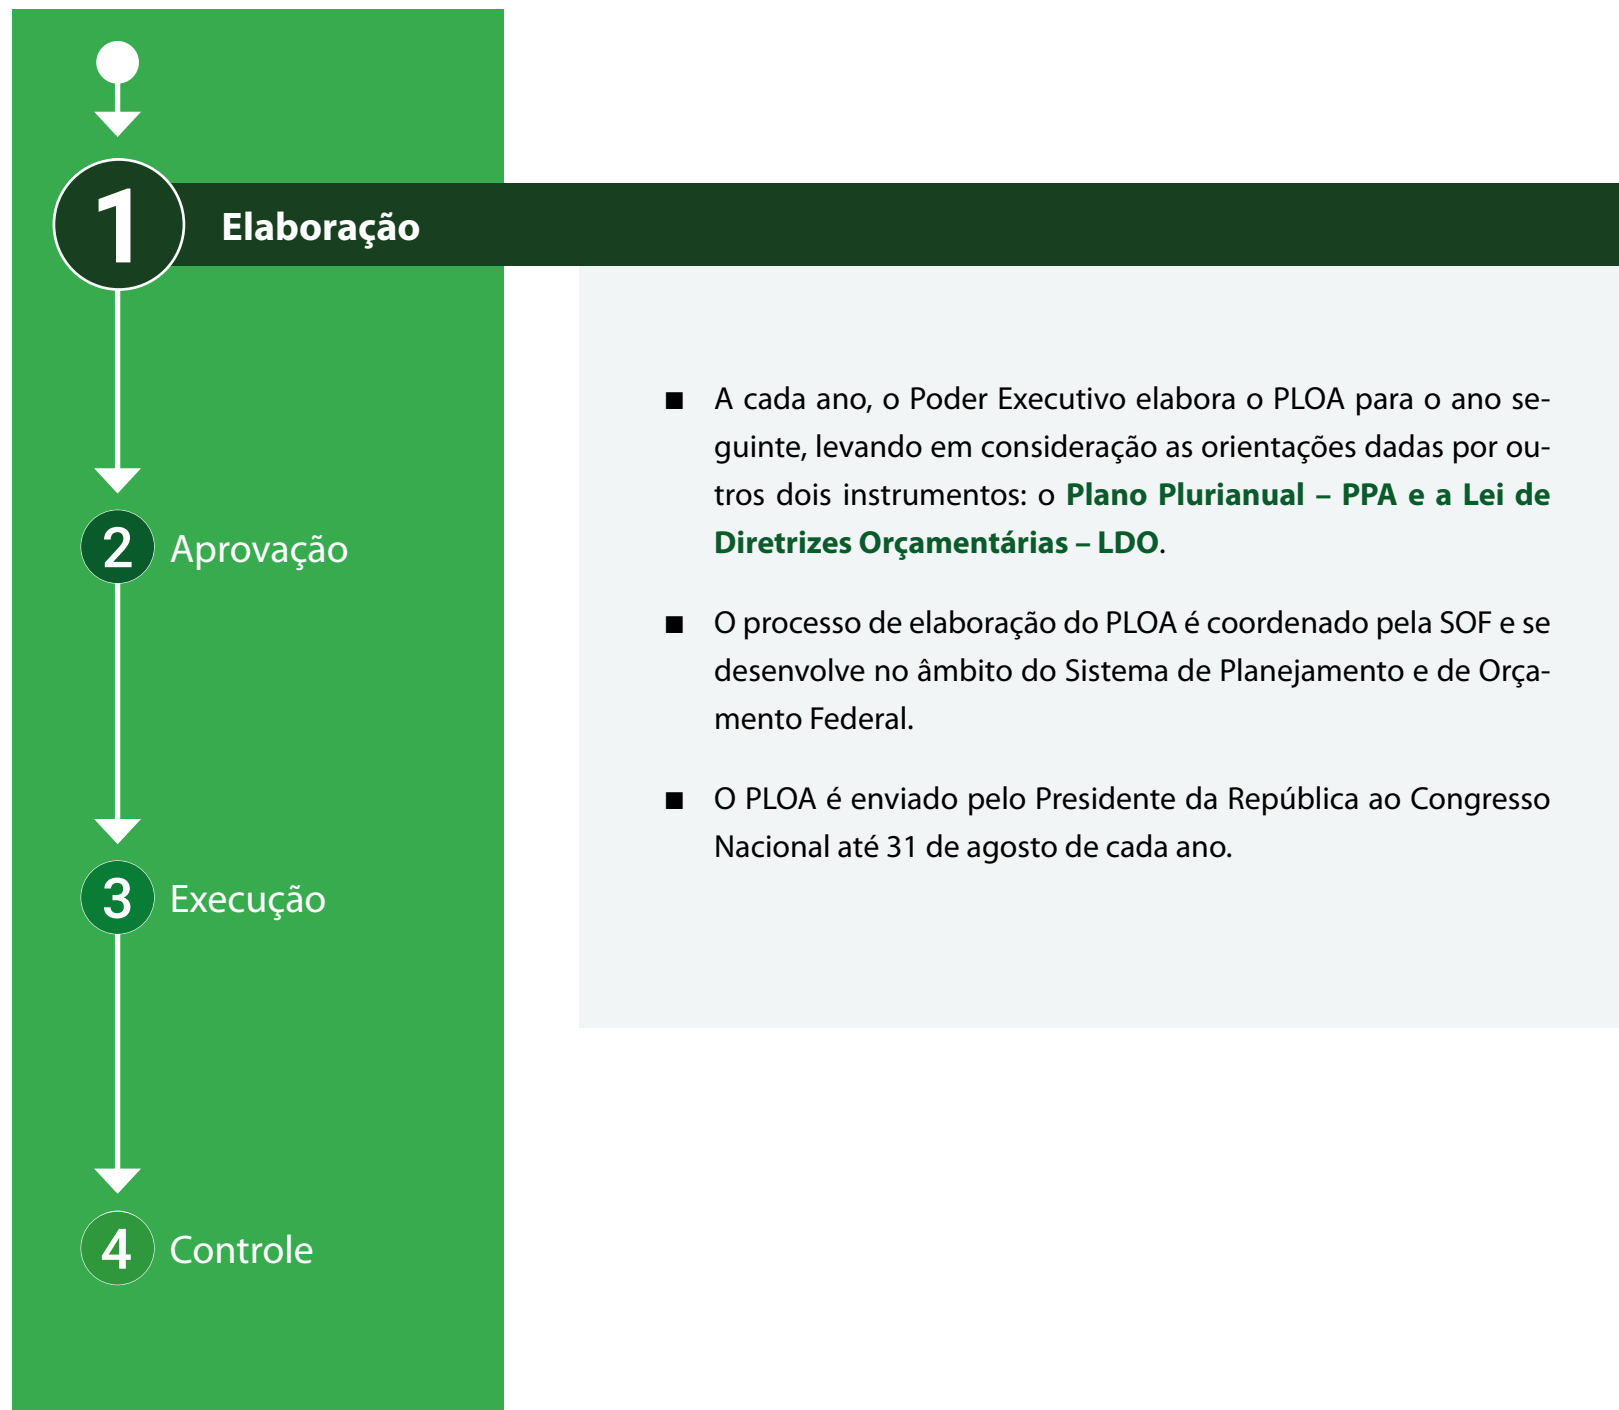 1
Elaboração
■ A cada ano, o Poder Executivo elabora o PLOA para o ano se-
guinte, levando em consideração as orientações dadas por ou-
tros dois instrumentos: o Plano Plurianual – PPA e a Lei de
Diretrizes Orçamentárias – LDO.
■ O processo de elaboração do PLOA é coordenado pela SOF e se
desenvolve no âmbito do Sistema de Planejamento e de Orça-
mento Federal.
■ O PLOA é enviado pelo Presidente da República ao Congresso
Nacional até 31 de agosto de cada ano.
2 Aprovação
3 Execução
4 Controle